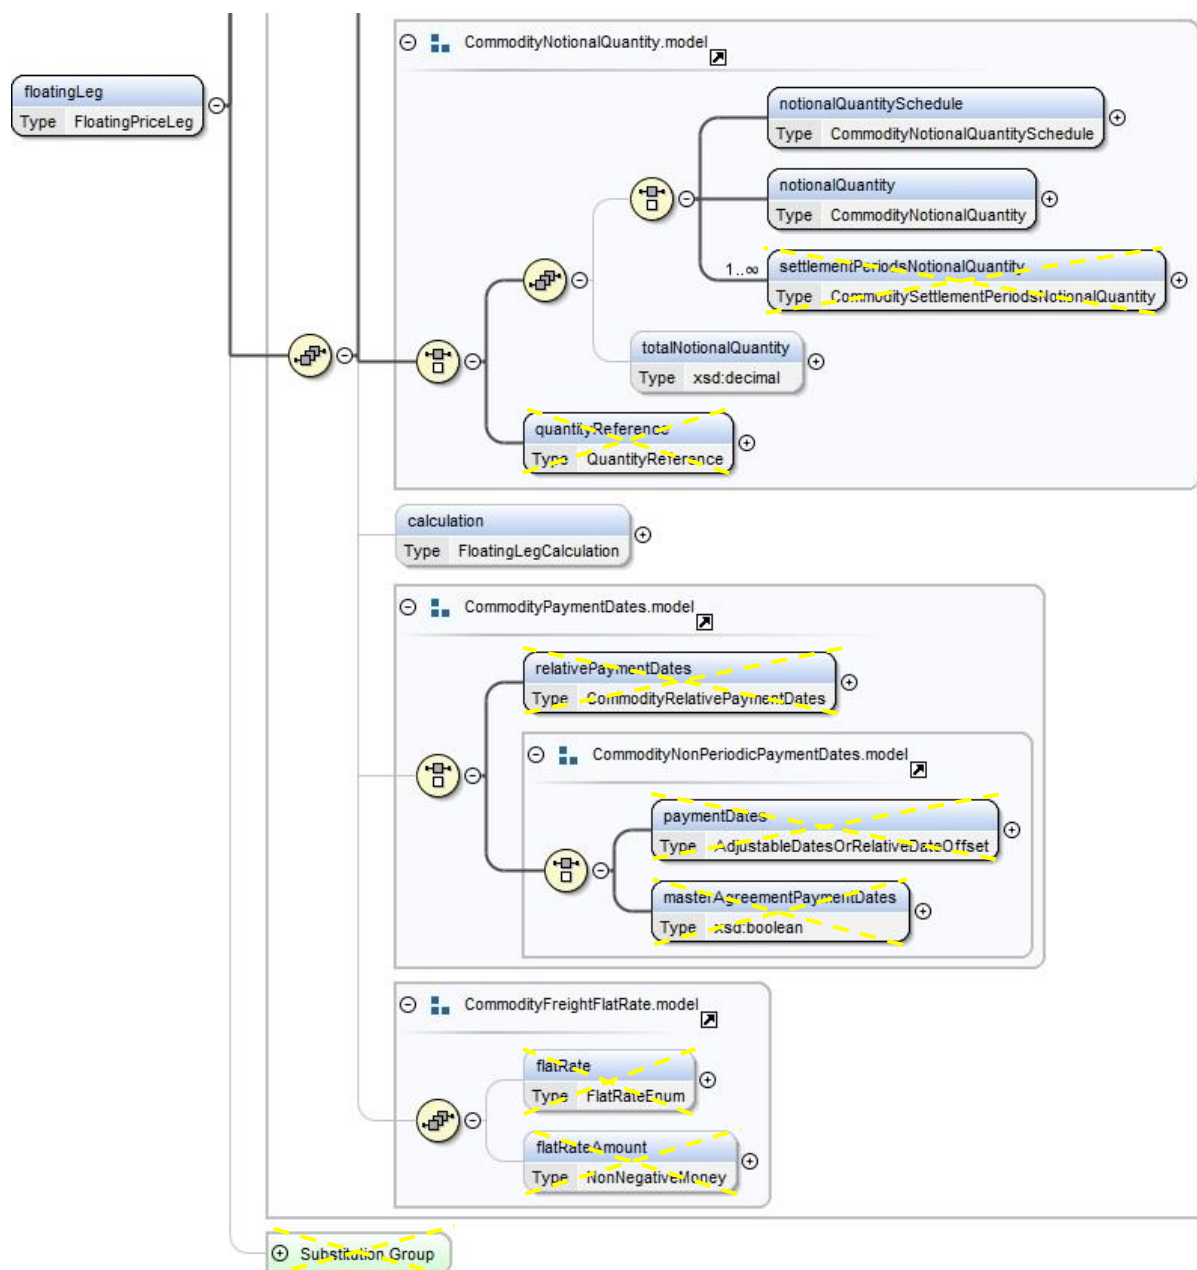 CommodityNotionalQuantity.model
floatingLeg
Type FloatingPriceLeg
notionalQuantitySchedule
Type CommodityNotionalQuantitySchedule
notionalQuantity
Type CommodityNotionalQuantity
1..∞
settlementPeriodsNotionalQuantity
Type CommoditySettlementPeriodsNotionalQuantity
totalNotionalQuantity
Type xsd:decimal
quantityReference
Type QuantityReference
calculation
Type FloatingLegCalculation
CommodityPaymentDates.model
relativePaymentDates
Type CommodityRelativePaymentDates
CommodityNonPeriodicPaymentDates.model
paymentDates
Type AdjustableDatesOrRelativeDateOffset
masterAgreementPaymentDates
Type xsd:boolean
CommodityFreightFlatRate.model
flatRate
Type FlatRateEnum
flatRateAmount
Type NonNegativeMoney
Substitution Group